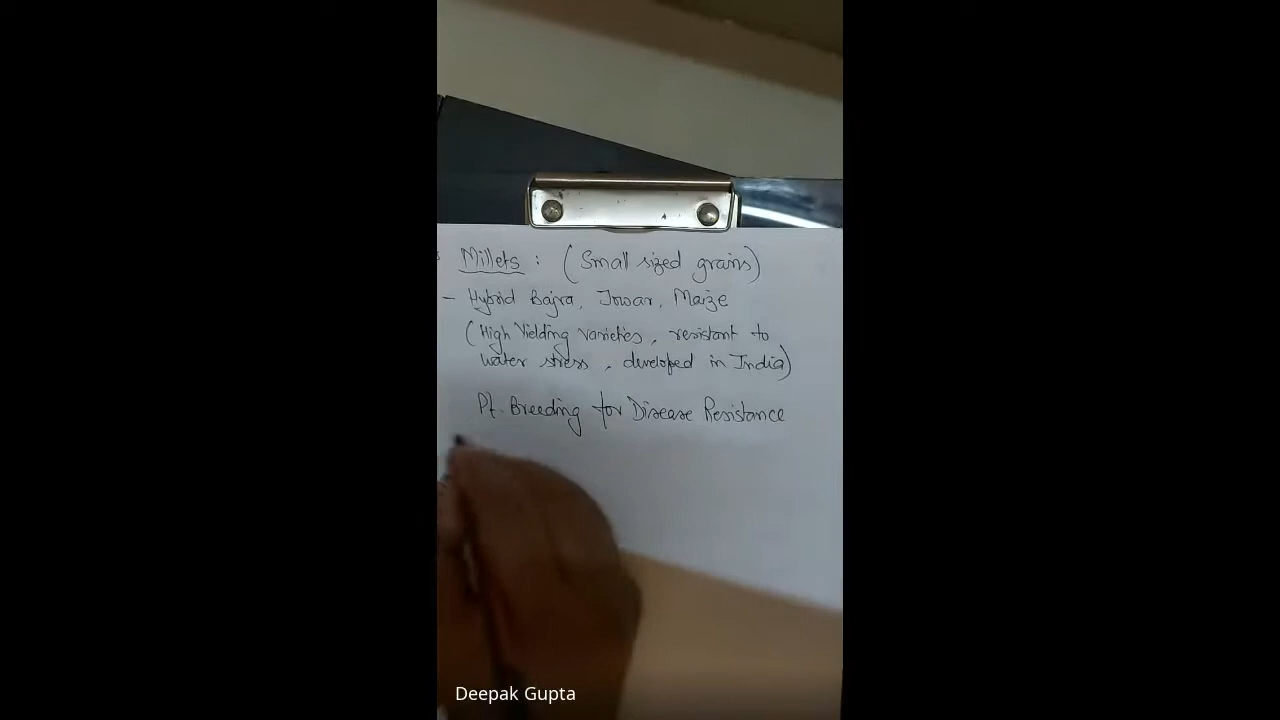 Millets : (Small sized grains)
- Hybrid Bajra, Jowar, Maize
(High Yielding varieties, resistant to
water stress, developed in India)
Pt. Breeding for Disease Resistance
Deepak Gupta